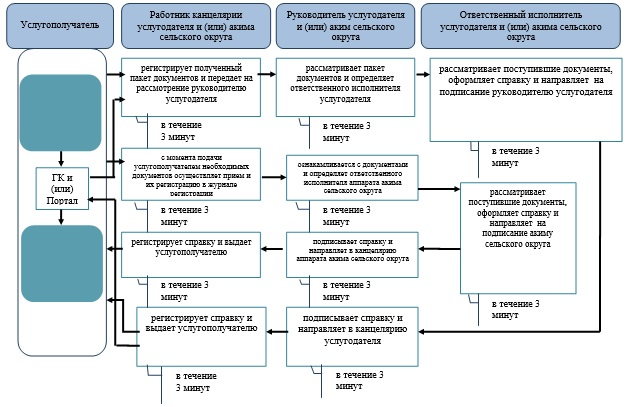 Услугополучатель
Работник канцелярии
услугодателя и (или) акима
сельского округа
Руководитель услугодателя
и (или) аким сельского
округа
Ответственный исполнитель
услугодателя и (или) акима сельского
округа
регистрирует полученный
пакет документов и передает на
рассмотрение руководителю
услугодателя
в течение
3 минут
рассматривает пакет
документов и определяет
ответственного исполнителя
услугодателя
в течение 3
минут
рассматривает поступившие документы,
оформляет справку и направляет на
подписание руководителю услугодателя
в течение 3
минут
ГК и
(или)
Портал
с момента подачи
услугополучателем необходимых
документов осуществляет прием и
их регистрацию в журнале
регистрации
в течение 3
минут
ознакамливается с документами
и определяет ответственного
исполнителя аппарата акима
сельского округа
в течение 3
минут
рассматривает
поступившие документы,
оформляет справку и
направляет на
подписание акиму
сельского округа
в течение 3
минут
регистрирует справку и выдает
услугополучателю
в течение 3
минут
подписывает справку и
направляет в канцелярию
аппарата акима сельского округа
в течение 3
минут
регистрирует справку и
выдает услугополучателю
в течение
3 минут
подписывает справку и
направляет в канцелярию
услугодателя
в течение 3
минут